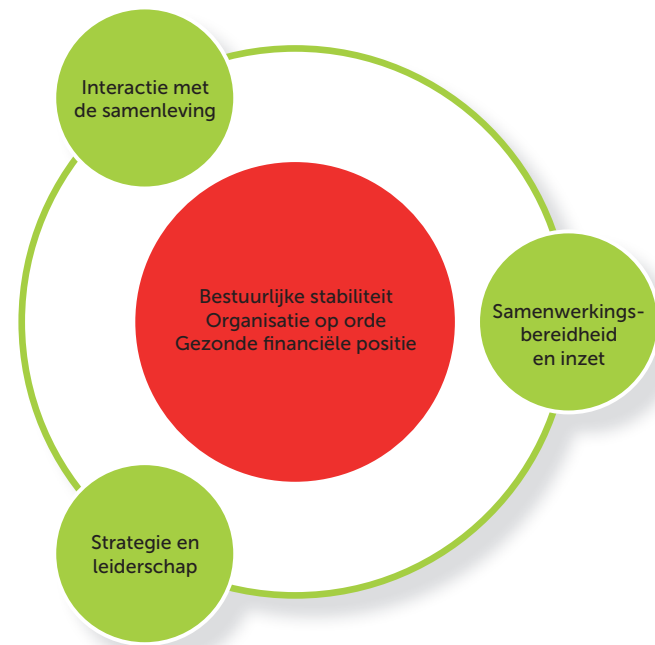 Interactie met
de samenleving
Bestuurlijke stabiliteit
Organisatie op orde
Gezonde financiële positie
Samenwerkings-
bereidheid
en inzet
Strategie en
leiderschap